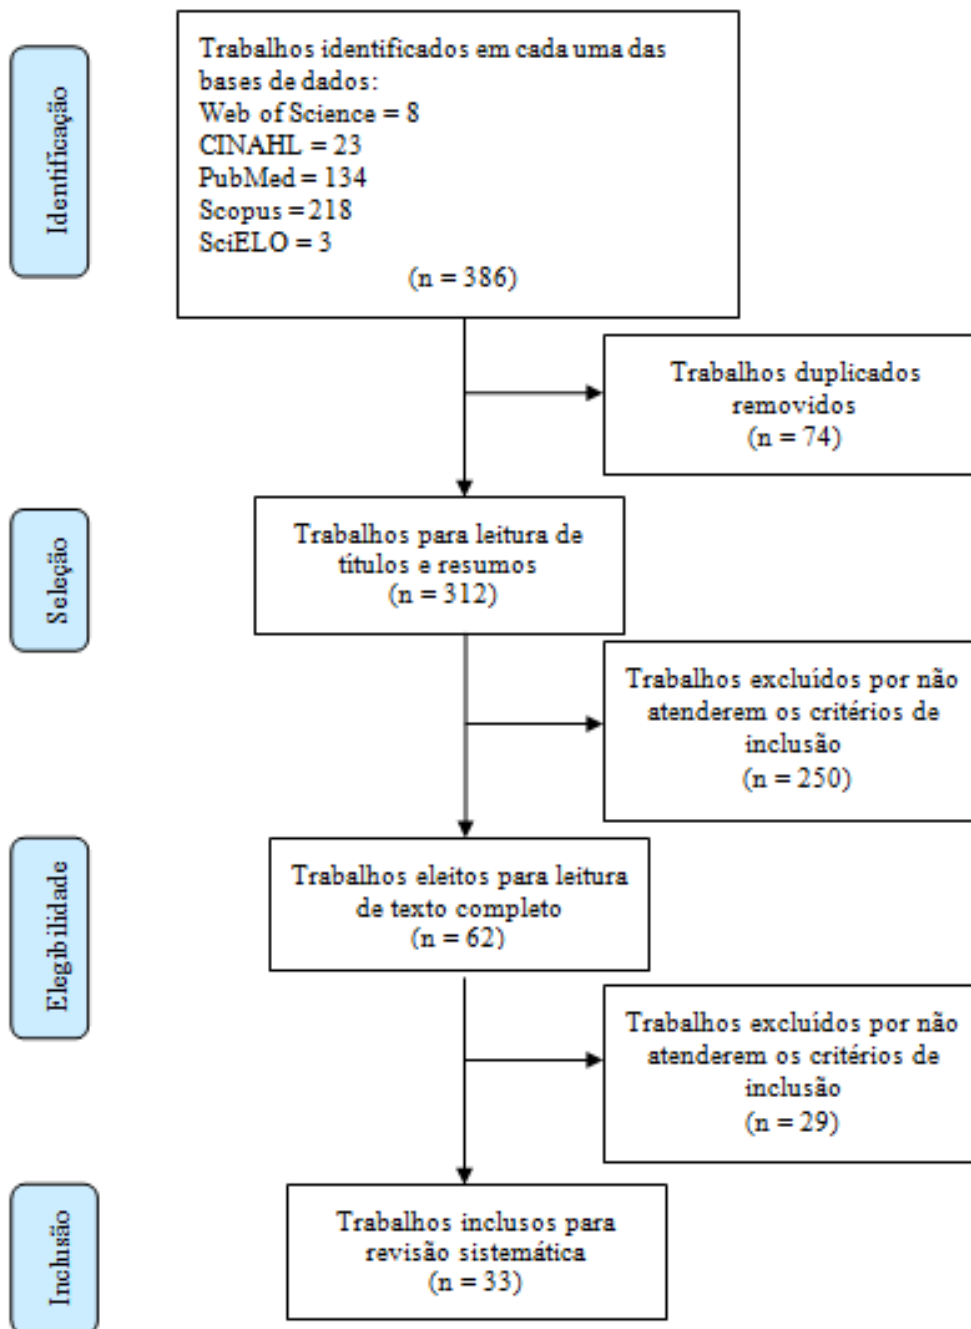 Identificação
Trabalhos identificados em cada uma das
bases de dados:
Web of Science = 8
CINAHL = 23
PubMed = 134
Scopus =218
SciELO = 3
(n = 386)
Trabalhos duplicados
removidos
(n = 74)
Seleção
Trabalhos para leitura de
títulos e resumos
(n = 312)
Trabalhos excluídos por não
atenderem os critérios de
inclusão
(n = 250)
Elegibilidade
Trabalhos eleitos para leitura
de texto completo
(n = 62)
Trabalhos excluídos por não
atenderem os critérios de
inclusão
(n = 29)
Inclusão
Trabalhos inclusos para
revisão sistemática
(n = 33)